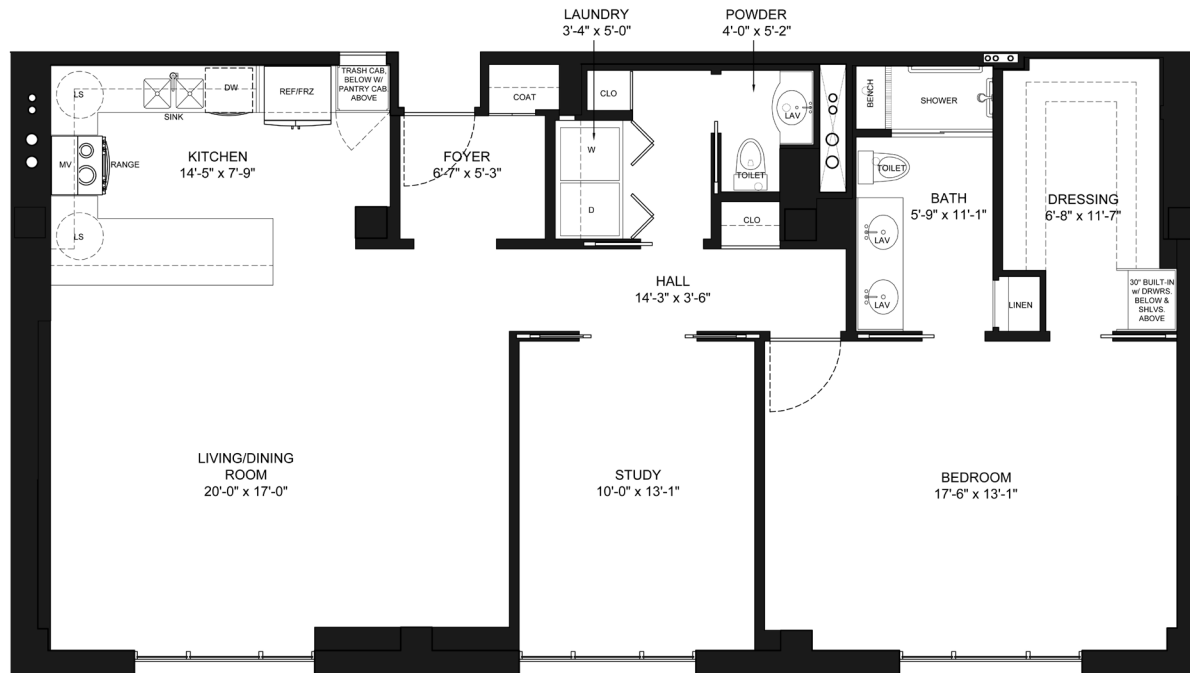 LAUNDRY
3'-4" x 5'-0"
POWDER
4'-0" x 5'-2"
LS
SINK
DW
REF/FRZ
TRASH CAB.
BELOW W/
PANTRY CAB.
ABOVE
COAT
CLO
LAV
BENCH
SHOWER
MV
RANGE
KITCHEN
14'-5" x 7'-9"
FOYER
6'-7" x 5'-3"
W
D
TOILET
TOILET
BATH
5'-9" x 11'-1"
DRESSING
6'-8" x 11'-7"
LS
CLO
LAV
LAV
HALL
14'-3" x 3'-6"
LINEN
30" BUILT-IN
w/ DRWRS.
BELOW &
SHLVS.
ABOVE
LIVING/DINING
ROOM
20'-0" x 17'-0"
STUDY
10'-0" x 13'-1"
BEDROOM
17'-6" x 13'-1"